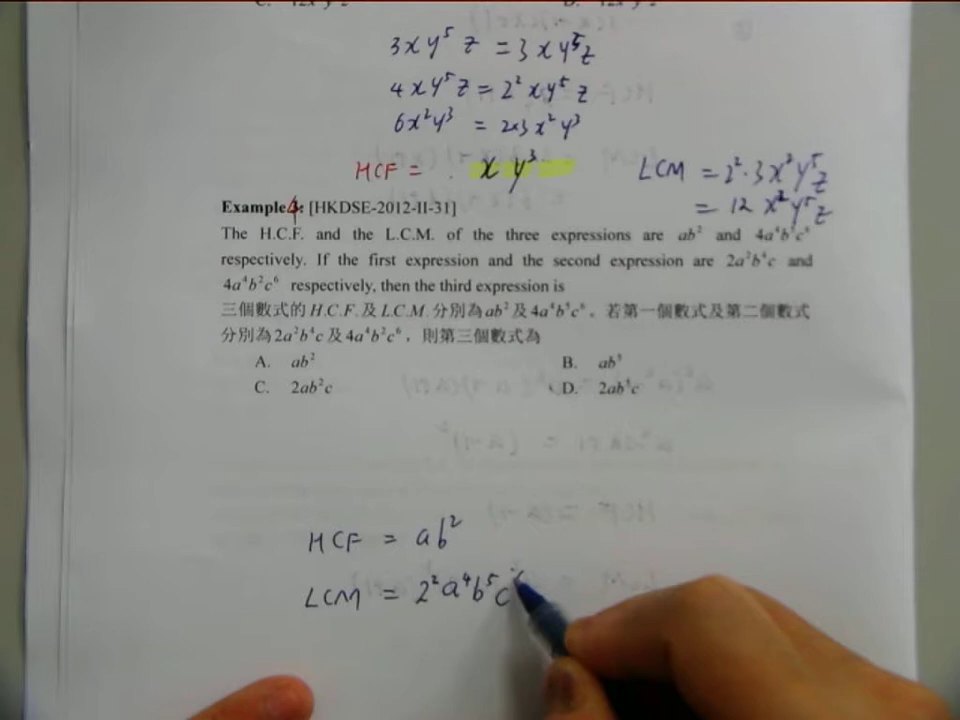 3xy⁵z = 3xy⁵z
4xy⁵z = 2²xy⁵z
6x²y³ = 2×3x²y³
HCF = xy³ LCM = 2²·3x²y⁵z
= 12x²y⁵z
Example 4: [HKDSE-2012-II-31]
The H.C.F. and the L.C.M. of the three expressions are ab² and 4a⁴b⁵c⁶
respectively. If the first expression and the second expression are 2a²b⁴c and
4a⁴b²c⁶ respectively, then the third expression is
三個數式的 H.C.F. 及 L.C.M. 分別為 ab² 及 4a⁴b⁵c⁶。若第一個數式及第二個數式
分別為 2a²b⁴c 及 4a⁴b²c⁶，則第三個數式為
A. ab² B. ab⁵
C. 2ab²c D. 2ab⁵c
HCF = ab²
LCM = 2²a⁴b⁵c